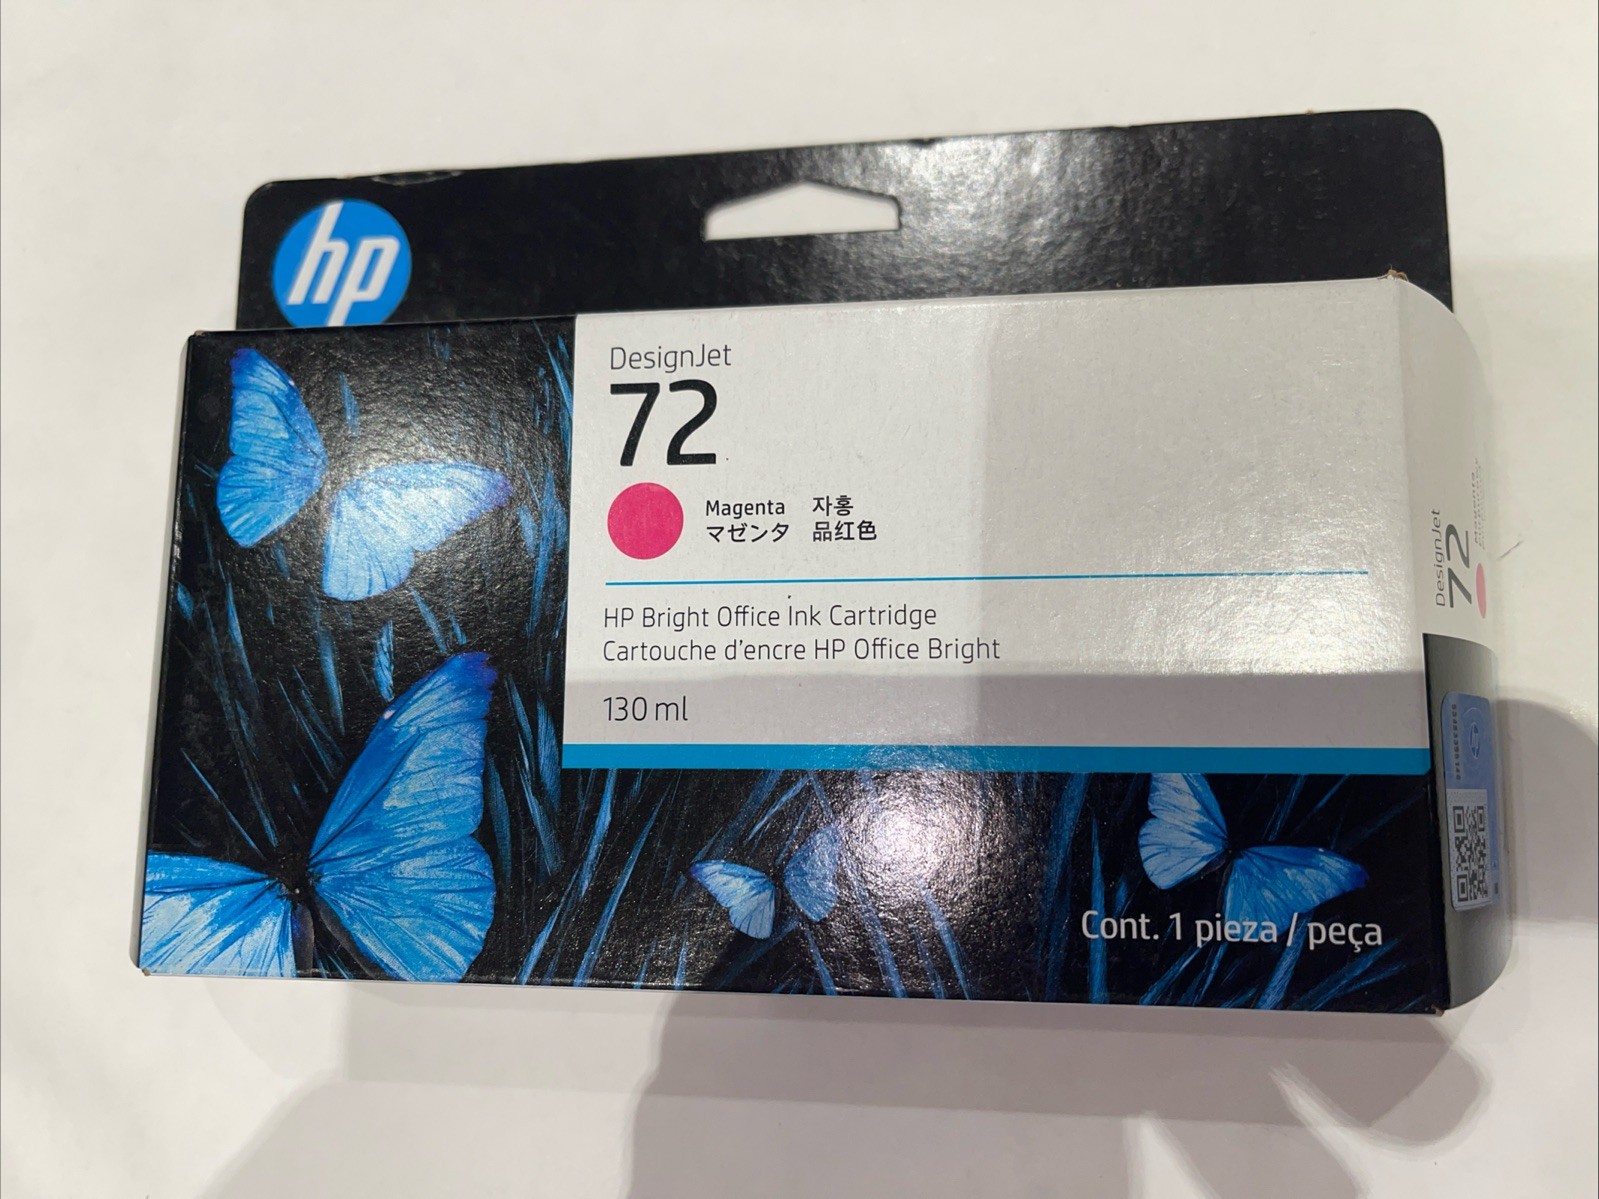 hp
DesignJet
72
Magenta 자홍
マゼンタ 品红色
HP Bright Office Ink Cartridge
Cartouche d'encre HP Office Bright
130 ml
Cont. 1 pieza / peça
DesignJet
72